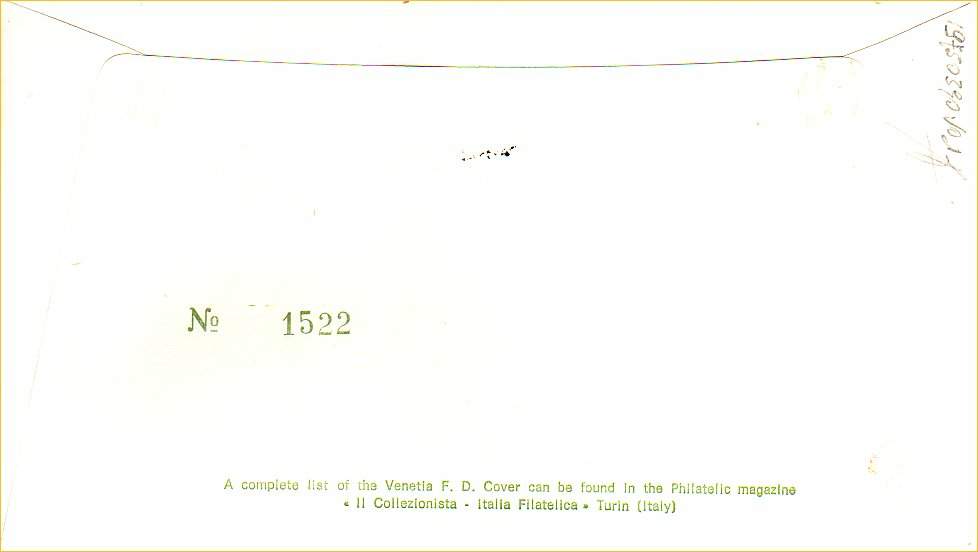 № 1522
A complete list of the Venetia F. D. Cover can be found in the Philatelic magazine
« Il Collezionista - Italia Filatelica » Turin (Italy)